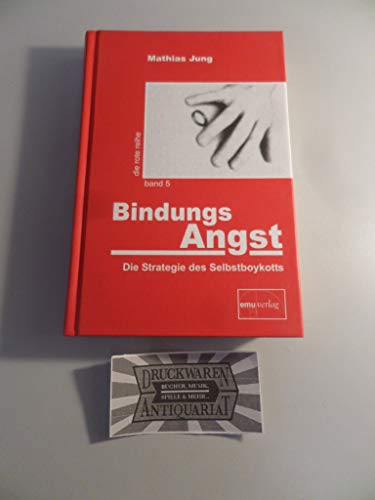 Mathias Jung
die rote reihe
band 5
Bindungs
Angst
Die Strategie des Selbstboykotts
emu verlag
DRUCKWAREN
BÜCHER, MUSIK,
SPIELE & MEHR...
ANTIQUARIAT